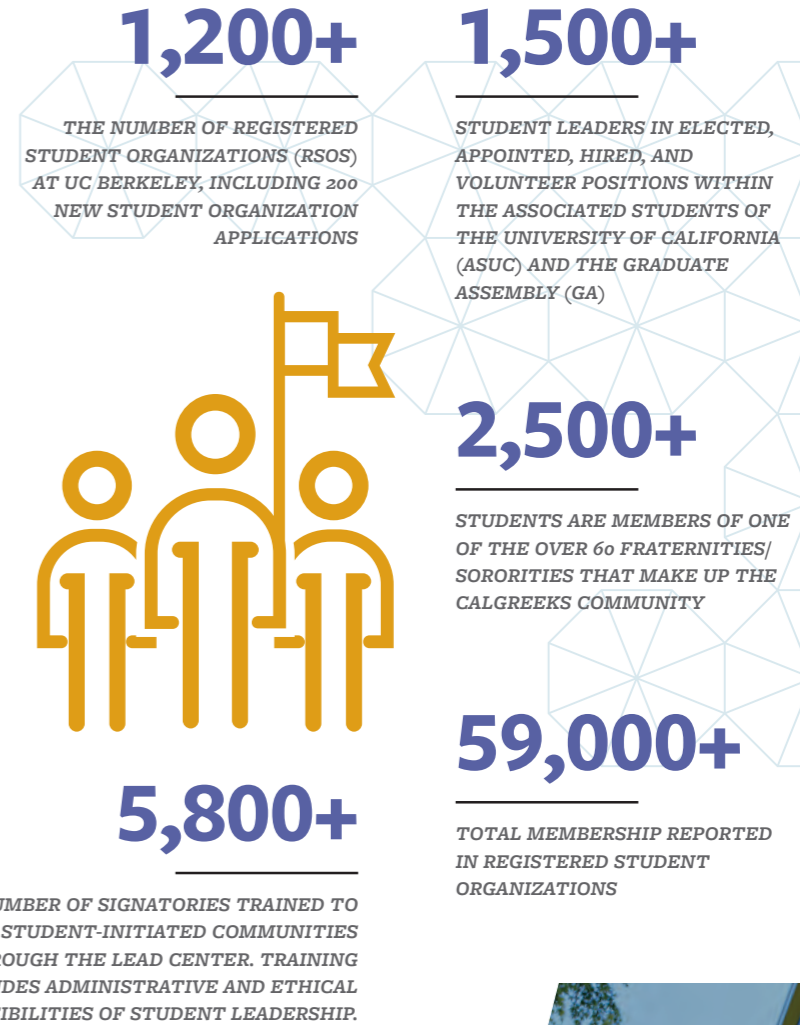 1,200+
THE NUMBER OF REGISTERED
STUDENT ORGANIZATIONS (RSOS)
AT UC BERKELEY, INCLUDING 200
NEW STUDENT ORGANIZATION
APPLICATIONS
1,500+
STUDENT LEADERS IN ELECTED,
APPOINTED, HIRED, AND
VOLUNTEER POSITIONS WITHIN
THE ASSOCIATED STUDENTS OF
THE UNIVERSITY OF CALIFORNIA
(ASUC) AND THE GRADUATE
ASSEMBLY (GA)
2,500+
STUDENTS ARE MEMBERS OF ONE
OF THE OVER 60 FRATERNITIES/
SORORITIES THAT MAKE UP THE
CALGREEKS COMMUNITY
59,000+
TOTAL MEMBERSHIP REPORTED
IN REGISTERED STUDENT
ORGANIZATIONS
5,800+
OF SIGNATORIES TRAINED TO
STUDENT-INITIATED COMMUNITIES
THE LEAD CENTER. TRAINING
ADMINISTRATIVE AND ETHICAL
OF STUDENT LEADERSHIP.